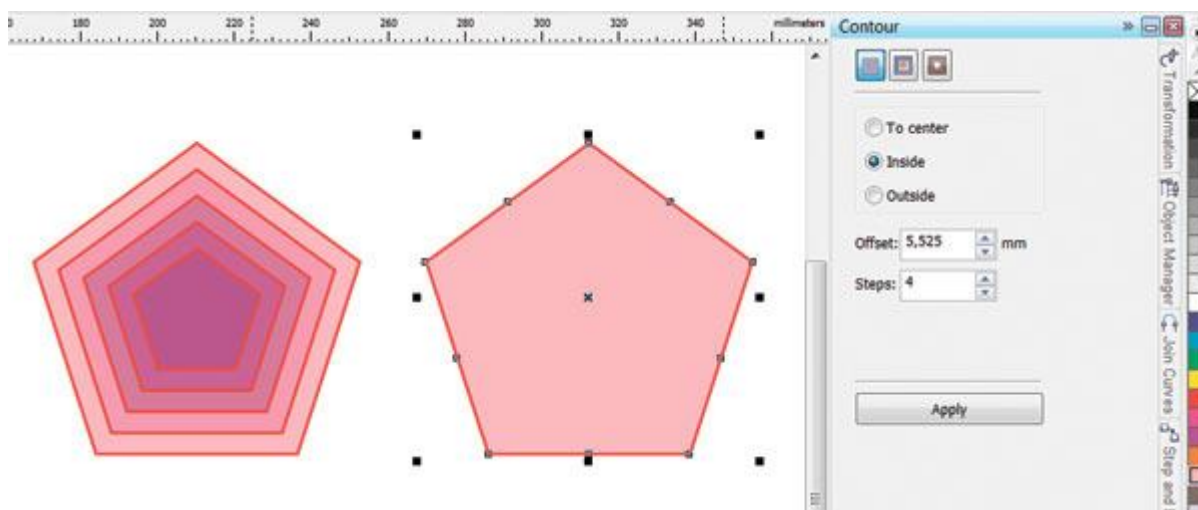 180 200 220 240 260 280 300 320 340 millimeters
Contour
To center
Inside
Outside
Offset: 5,525 mm
Steps: 4
Apply
Transformation
Object Manager
Join Curves
Step and